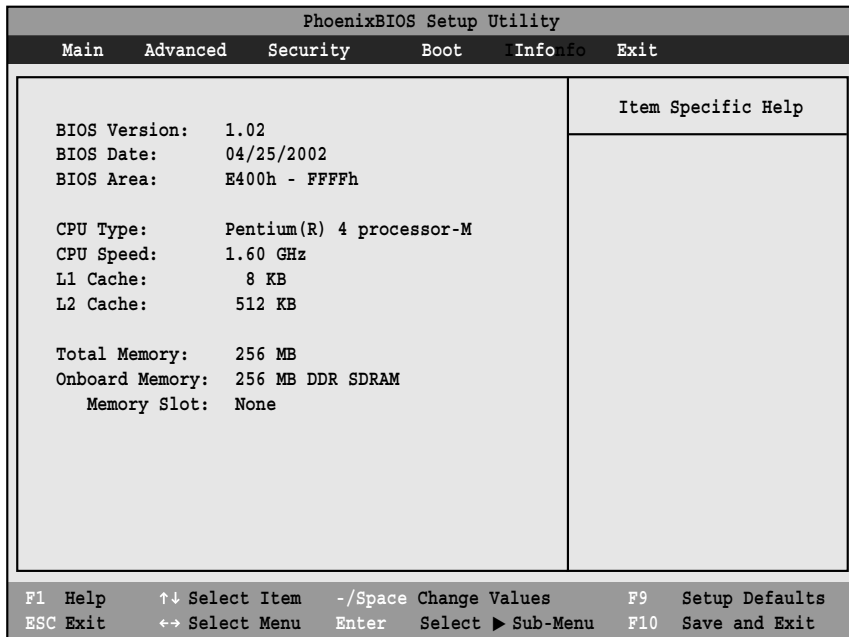 PhoenixBIOS Setup Utility
Main Advanced Security Boot Info Exit
Item Specific Help
BIOS Version: 1.02
BIOS Date: 04/25/2002
BIOS Area: E400h - FFFFh
CPU Type: Pentium(R) 4 processor-M
CPU Speed: 1.60 GHz
L1 Cache: 8 KB
L2 Cache: 512 KB
Total Memory: 256 MB
Onboard Memory: 256 MB DDR SDRAM
Memory Slot: None
F1 Help ↑↓ Select Item -/Space Change Values F9 Setup Defaults
ESC Exit ←→ Select Menu Enter Select ▶ Sub-Menu F10 Save and Exit